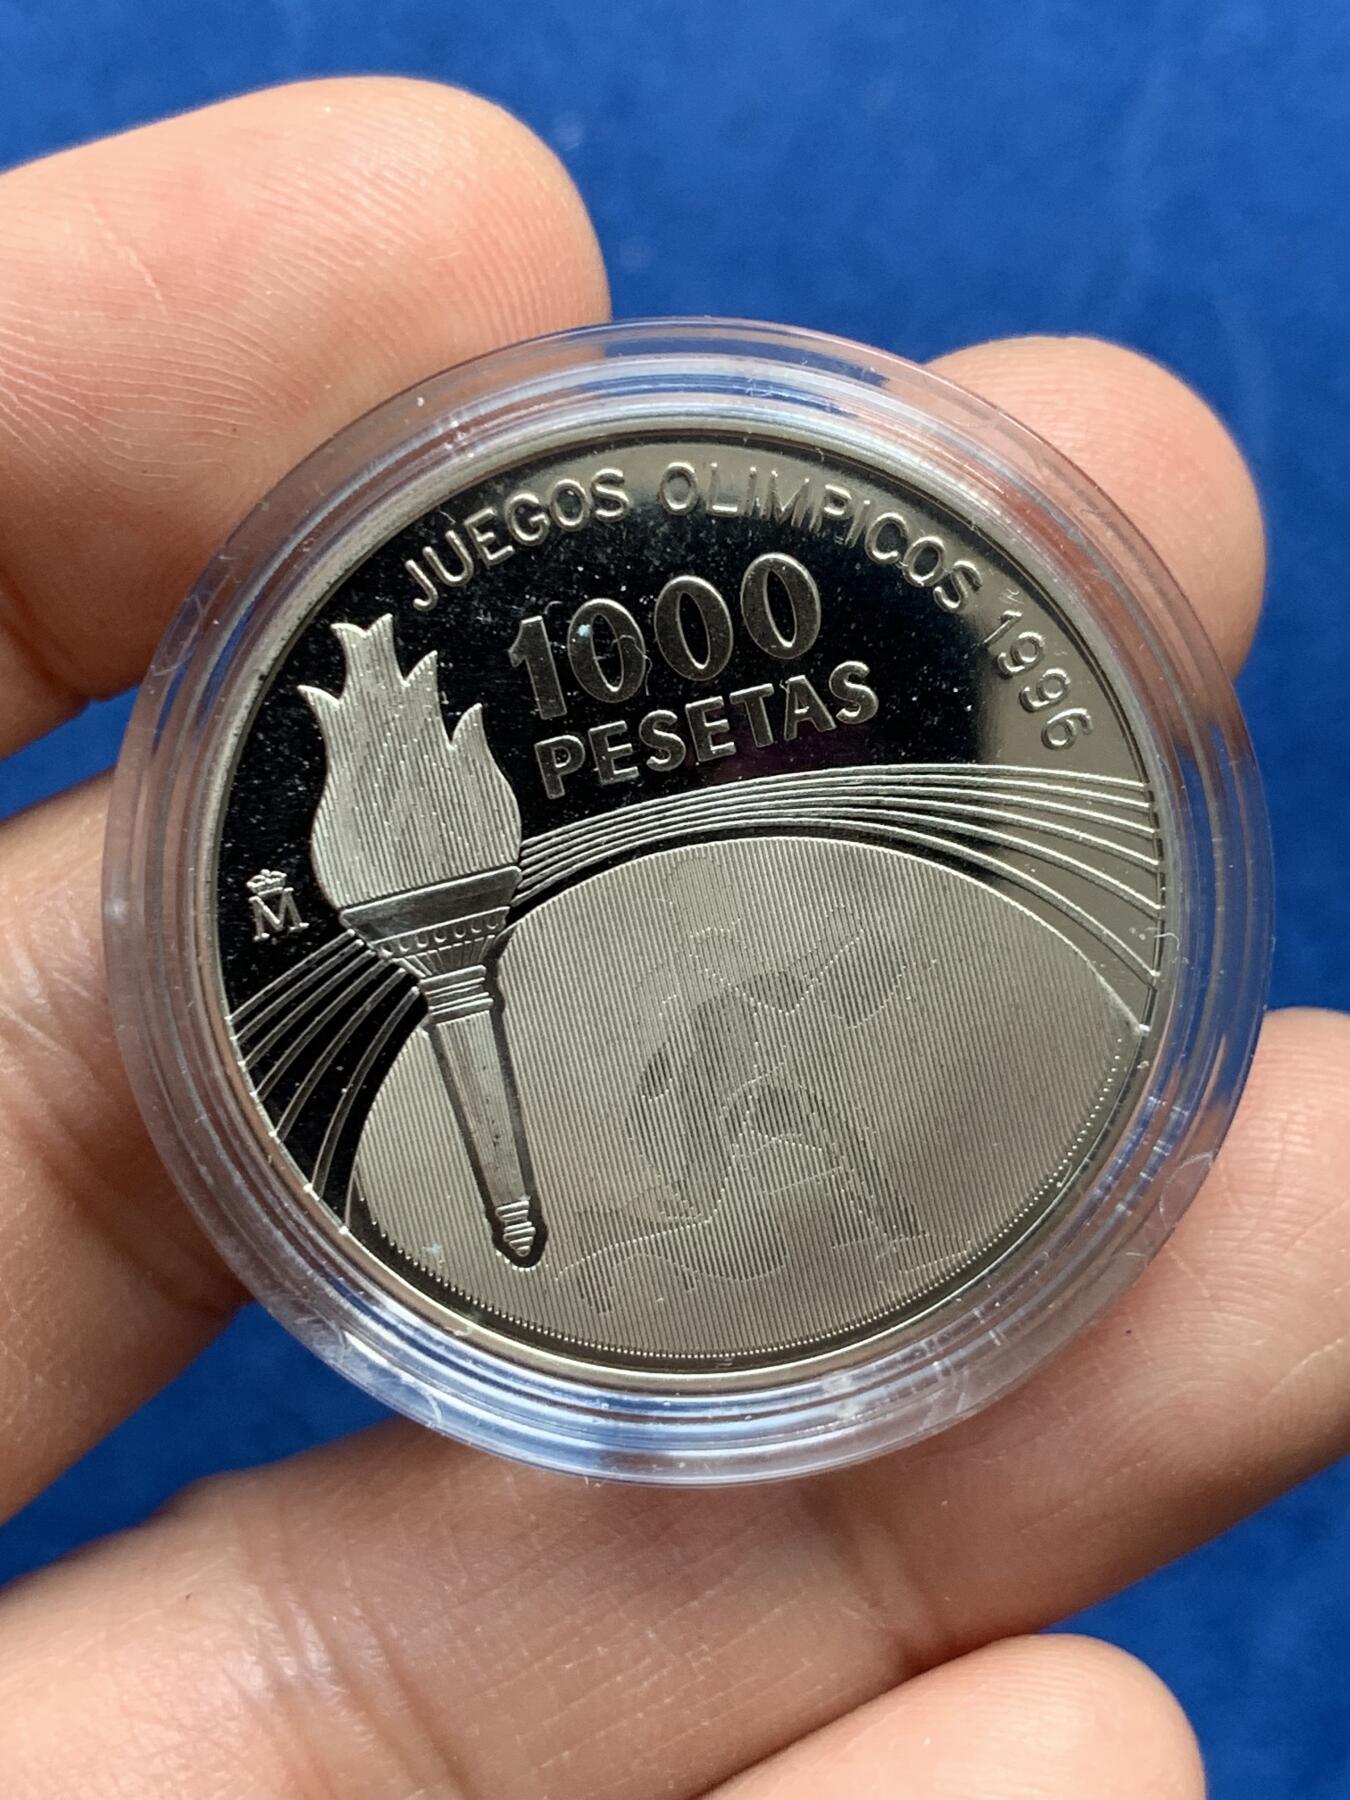 JUEGOS OLIMPICOS 1996
1000
PESETAS
M